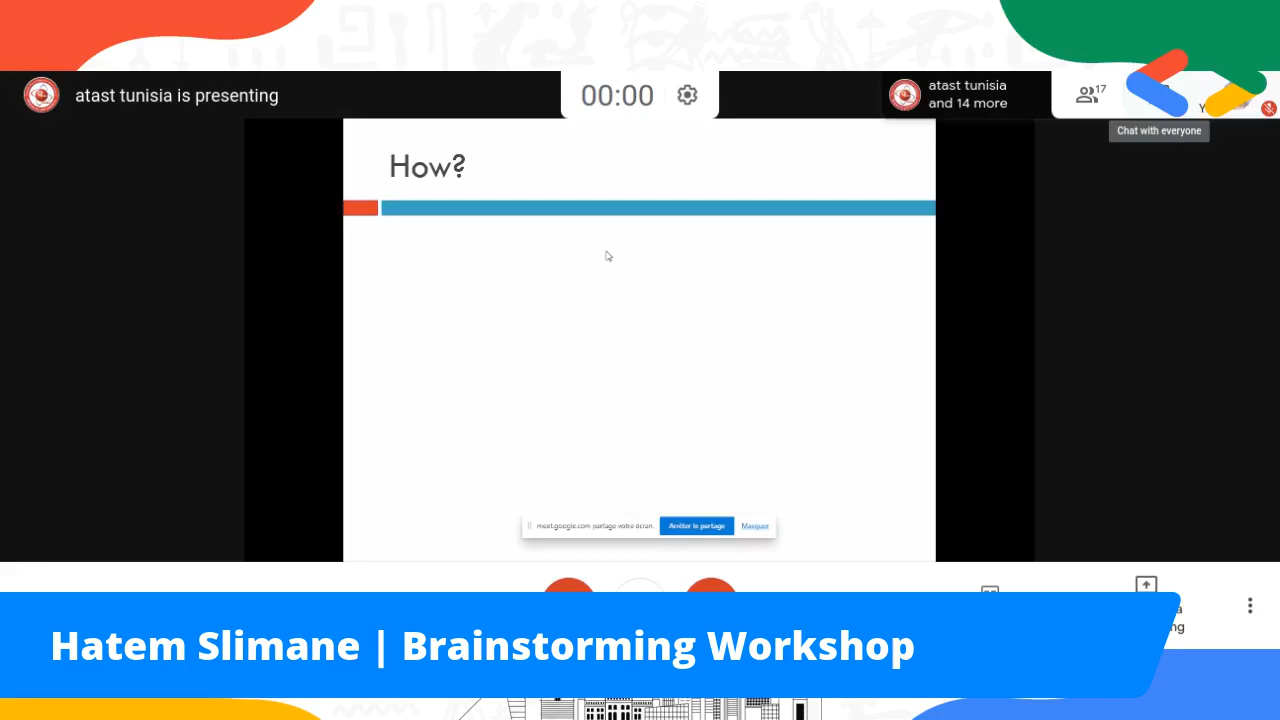 atast tunisia is presenting
00:00
atast tunisia
and 14 more
17
Y
Chat with everyone
How?
meet.google.com partage votre écran.
Arrêter le partage
Masquer
a
ng
Hatem Slimane | Brainstorming Workshop